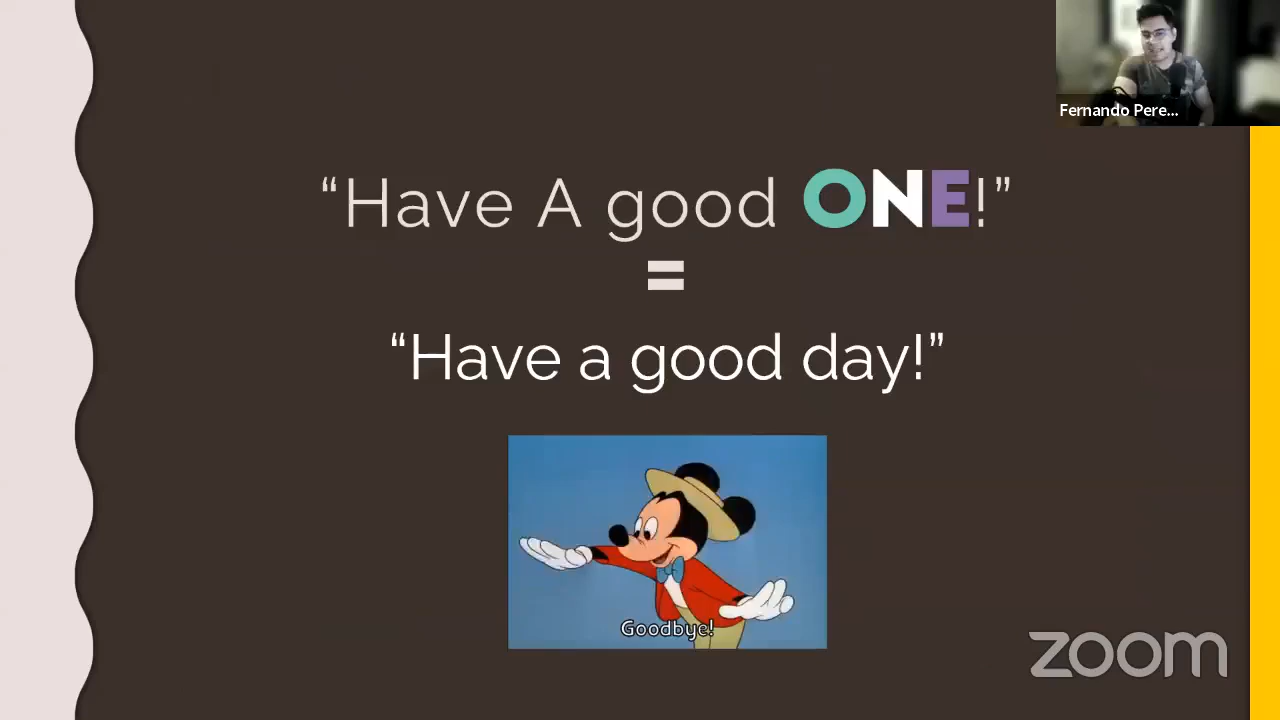 Fernando Pere...
“Have A good ONE!”
=
“Have a good day!”
Goodbye!
zoom